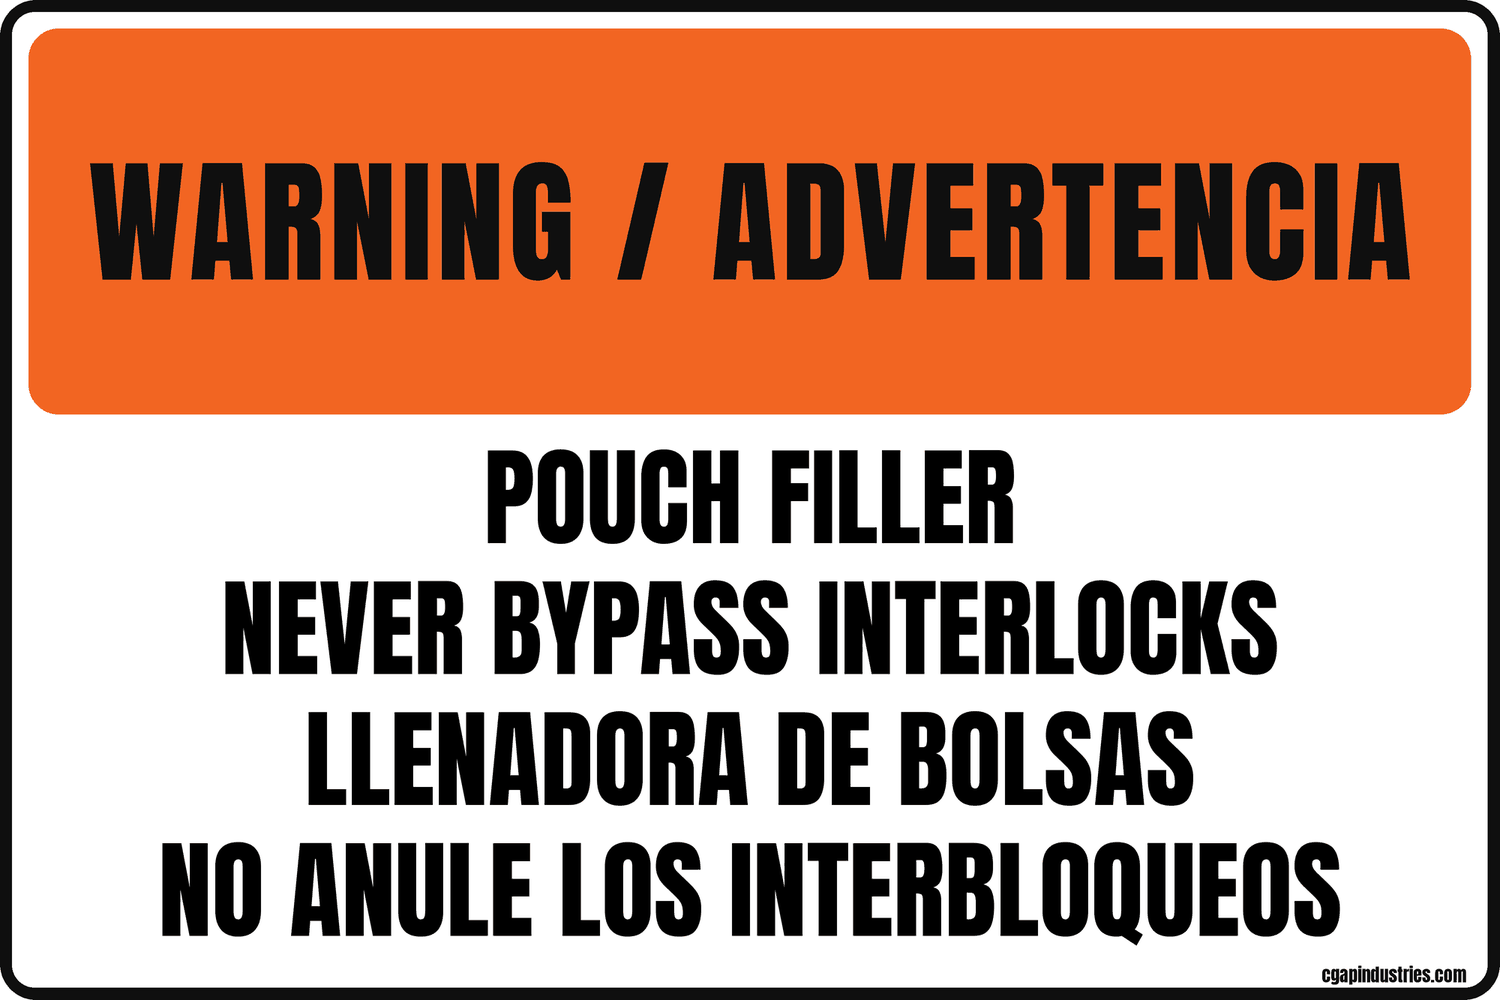 WARNING / ADVERTENCIA
POUCH FILLER
NEVER BYPASS INTERLOCKS
LLENADORA DE BOLSAS
NO ANULE LOS INTERBLOQUEOS
cgapindustries.com